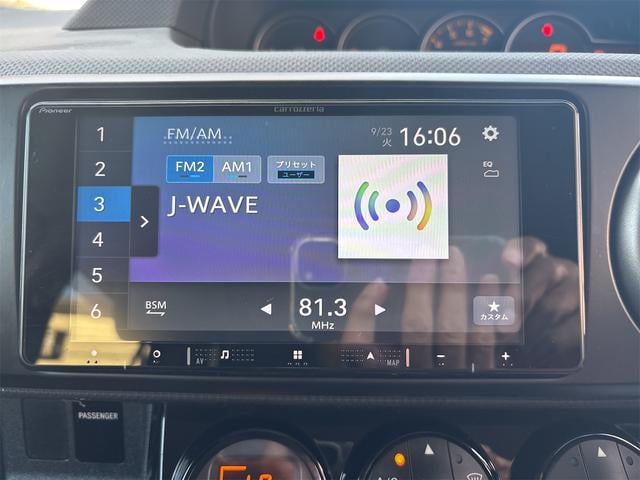 Pioneer
carrozzeria
1
2
3
4
5
6
FM/AM
9/23
火
16:06
FM2
AM1
プリセット
ユーザー
EQ
J-WAVE
BSM
81.3
MHz
カスタム
AV
MAP
PASSENGER
A/C